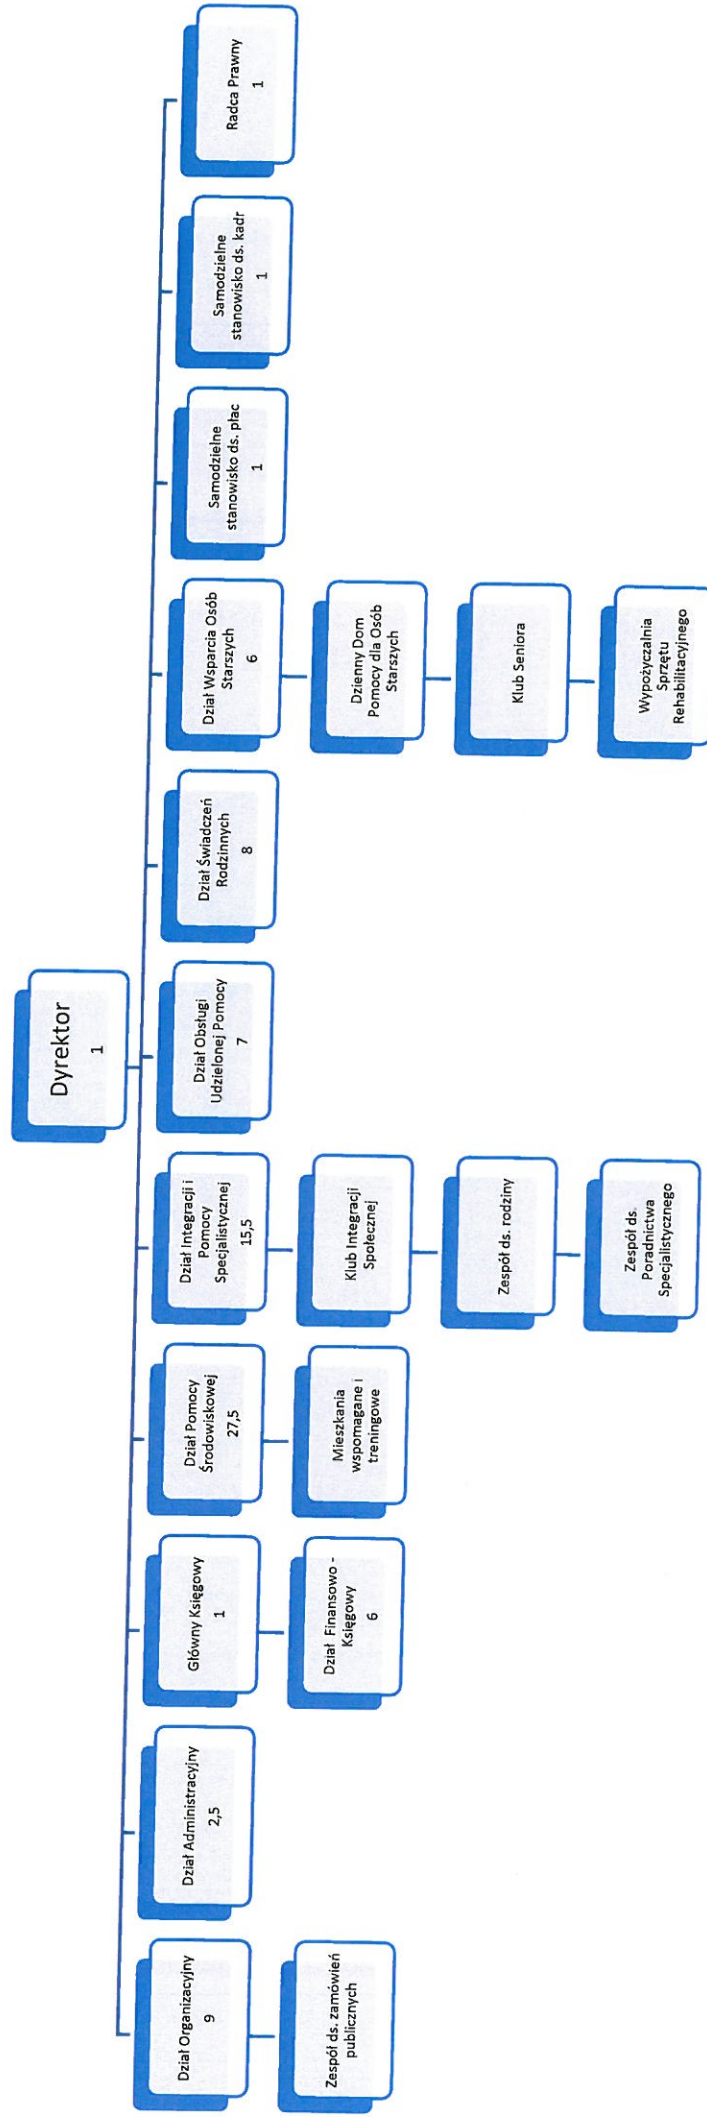 Dyrektor
1
Dział Organizacyjny
9
Zespół ds. zamówień
publicznych
Dział Administracyjny
2,5
Główny Księgowy
1
Dział Finansowo -
Księgowy
6
Dział Pomocy
Środowiskowej
27,5
Mieszkania
wspomagane i
treningowe
Dział Integracji i
Pomocy
Specjalistycznej
15,5
Klub Integracji
Społecznej
Zespół ds. rodziny
Zespół ds.
Poradnictwa
Specjalistycznego
Dział Obsługi
Udzielonej Pomocy
7
Dział Świadczeń
Rodzinnych
8
Dział Wsparcia Osób
Starszych
6
Dzienny Dom
Pomocy dla Osób
Starszych
Klub Seniora
Wypożyczalnia
Sprzętu
Rehabilitacyjnego
Samodzielne
stanowisko ds. płac
1
Samodzielne
stanowisko ds. kadr
1
Radca Prawny
1